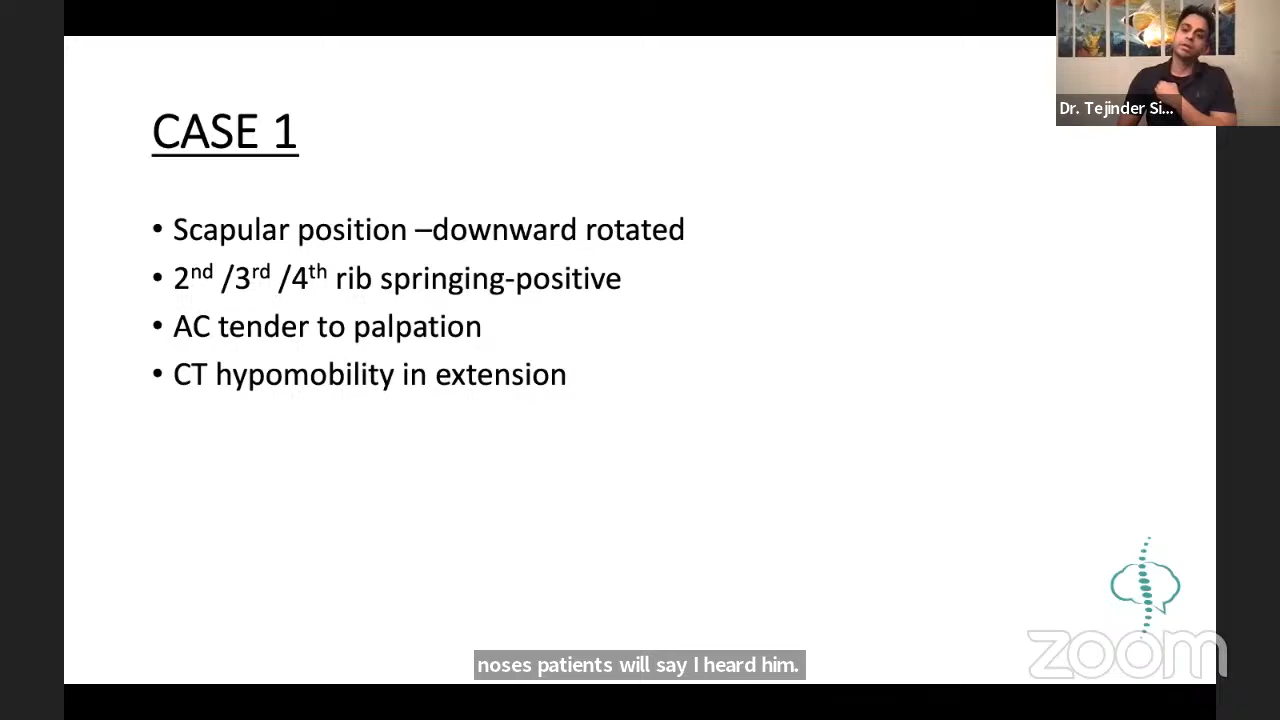 Dr. Tejinder Si...
CASE 1
• Scapular position –downward rotated
• 2nd /3rd /4th rib springing-positive
• AC tender to palpation
• CT hypomobility in extension
zoom
noses patients will say I heard him.